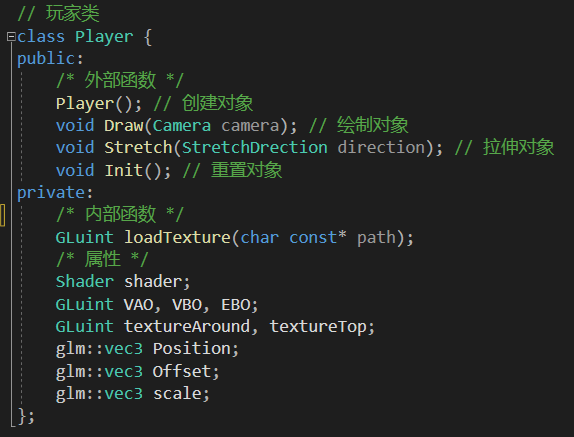 // 玩家类
class Player {
public:
    /* 外部函数 */
    Player(); // 创建对象
    void Draw(Camera camera); // 绘制对象
    void Stretch(StretchDrection direction); // 拉伸对象
    void Init(); // 重置对象
private:
    /* 内部函数 */
    GLuint loadTexture(char const* path);
    /* 属性 */
    Shader shader;
    GLuint VAO, VBO, EBO;
    GLuint textureAround, textureTop;
    glm::vec3 Position;
    glm::vec3 Offset;
    glm::vec3 scale;
};